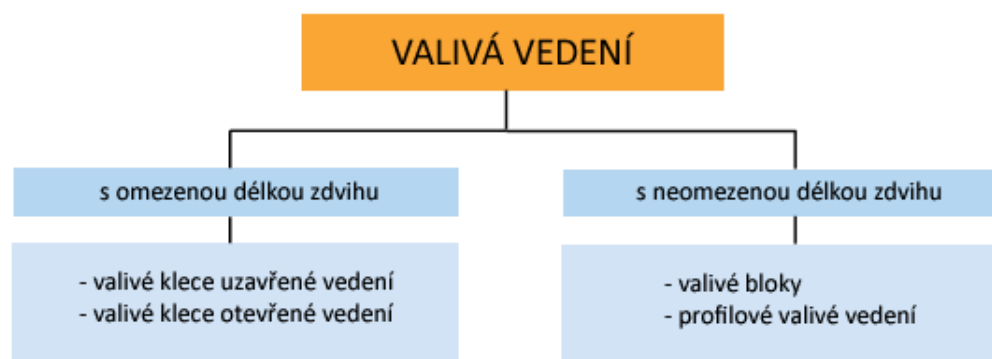 VALIVÁ VEDENÍ
s omezenou délkou zdvihu
s neomezenou délkou zdvihu
- valivé klece uzavřené vedení
- valivé klece otevřené vedení
- valivé bloky
- profilové valivé vedení